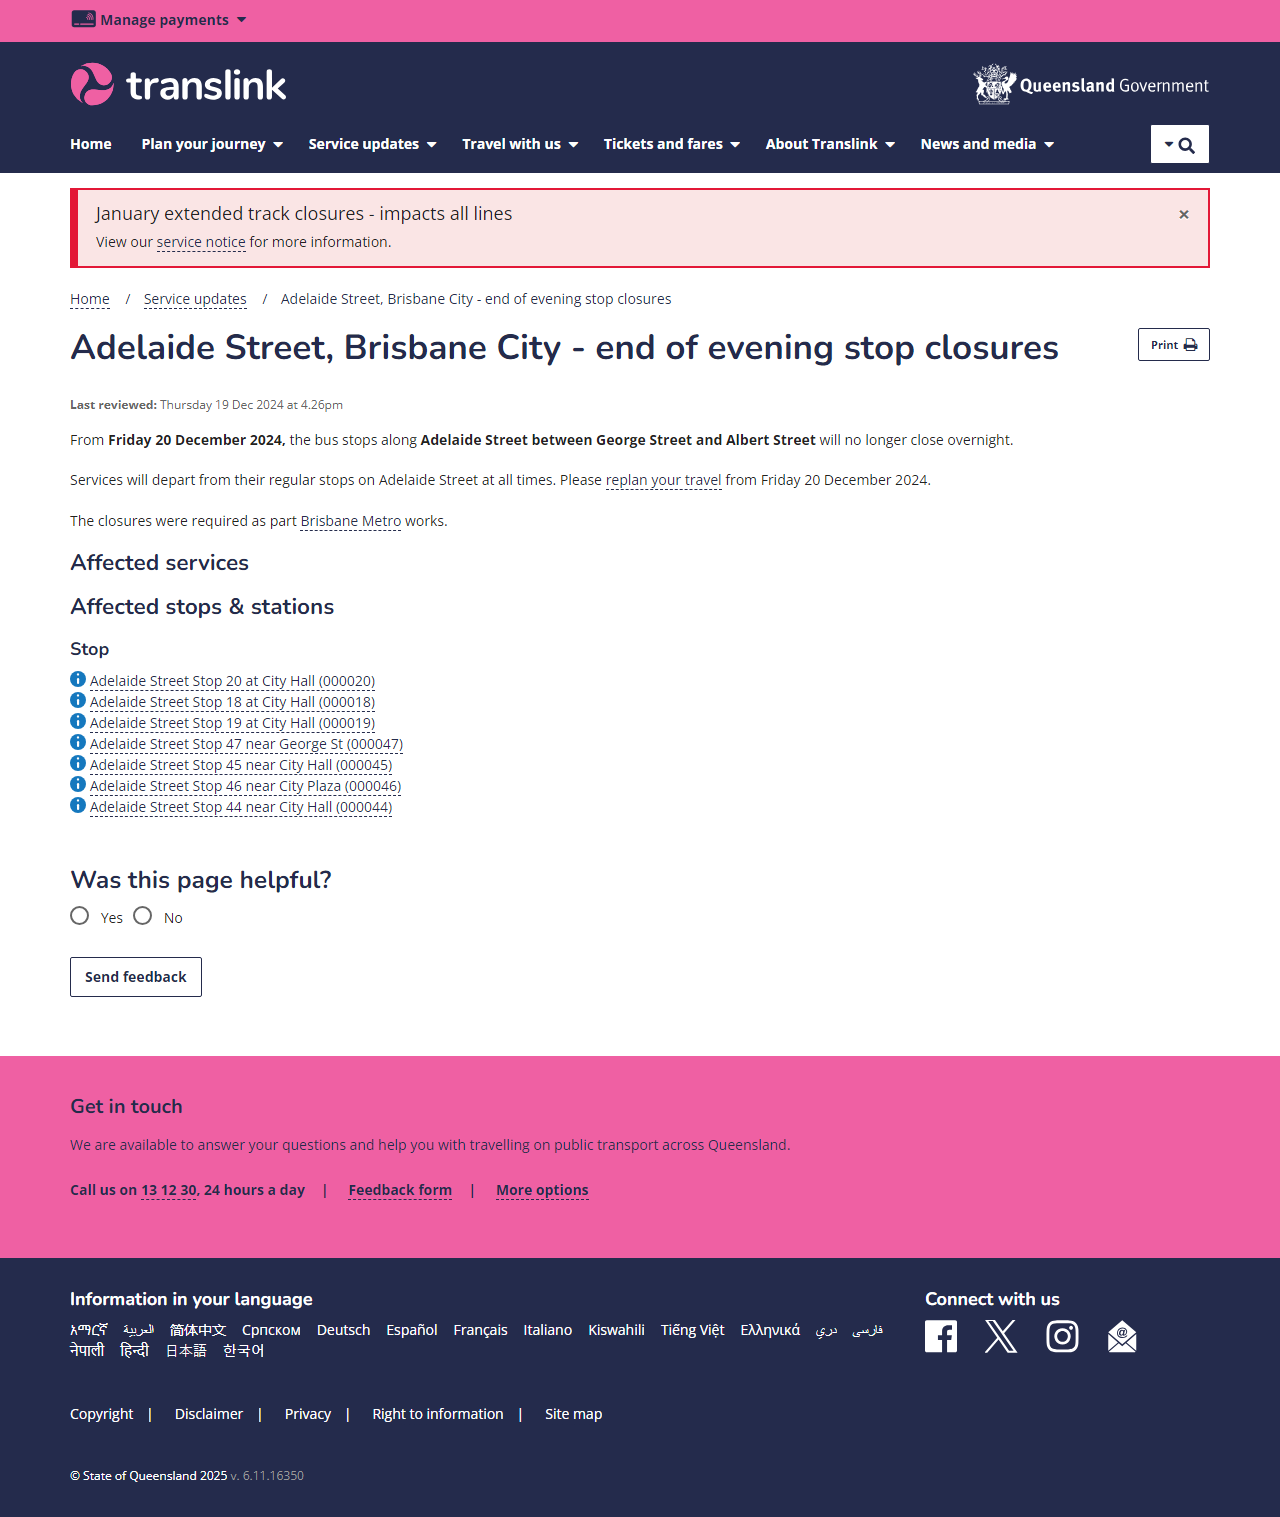 Manage payments
translink
Queensland Government
Home Plan your journey Service updates Travel with us Tickets and fares About Translink News and media
January extended track closures - impacts all lines ×
View our service notice for more information.
Home / Service updates / Adelaide Street, Brisbane City - end of evening stop closures
Adelaide Street, Brisbane City - end of evening stop closures
Print
Last reviewed: Thursday 19 Dec 2024 at 4.26pm
From Friday 20 December 2024, the bus stops along Adelaide Street between George Street and Albert Street will no longer close overnight.
Services will depart from their regular stops on Adelaide Street at all times. Please replan your travel from Friday 20 December 2024.
The closures were required as part Brisbane Metro works.
Affected services
Affected stops & stations
Stop
Adelaide Street Stop 20 at City Hall (000020)
Adelaide Street Stop 18 at City Hall (000018)
Adelaide Street Stop 19 at City Hall (000019)
Adelaide Street Stop 47 near George St (000047)
Adelaide Street Stop 45 near City Hall (000045)
Adelaide Street Stop 46 near City Plaza (000046)
Adelaide Street Stop 44 near City Hall (000044)
Was this page helpful?
Yes No
Send feedback
Get in touch
We are available to answer your questions and help you with travelling on public transport across Queensland.
Call us on 13 12 30, 24 hours a day | Feedback form | More options
Information in your language
አማርኛ العربية 简体中文 Српском Deutsch Español Français Italiano Kiswahili Tiếng Việt Ελληνικά دري فارسی
नेपाली हिन्दी 日本語 한국어
Connect with us
Copyright | Disclaimer | Privacy | Right to information | Site map
© State of Queensland 2025 v. 6.11.16350